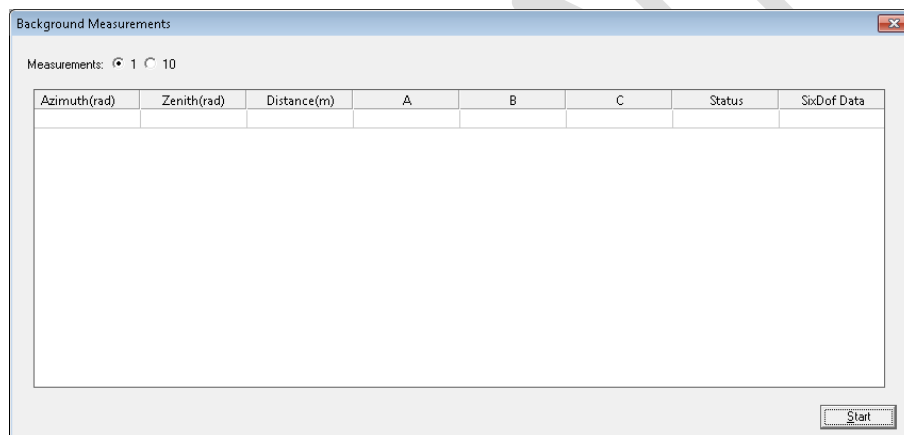 Background Measurements
Measurements: 1 10
Azimuth(rad) Zenith(rad) Distance(m) A B C Status SixDof Data
Start